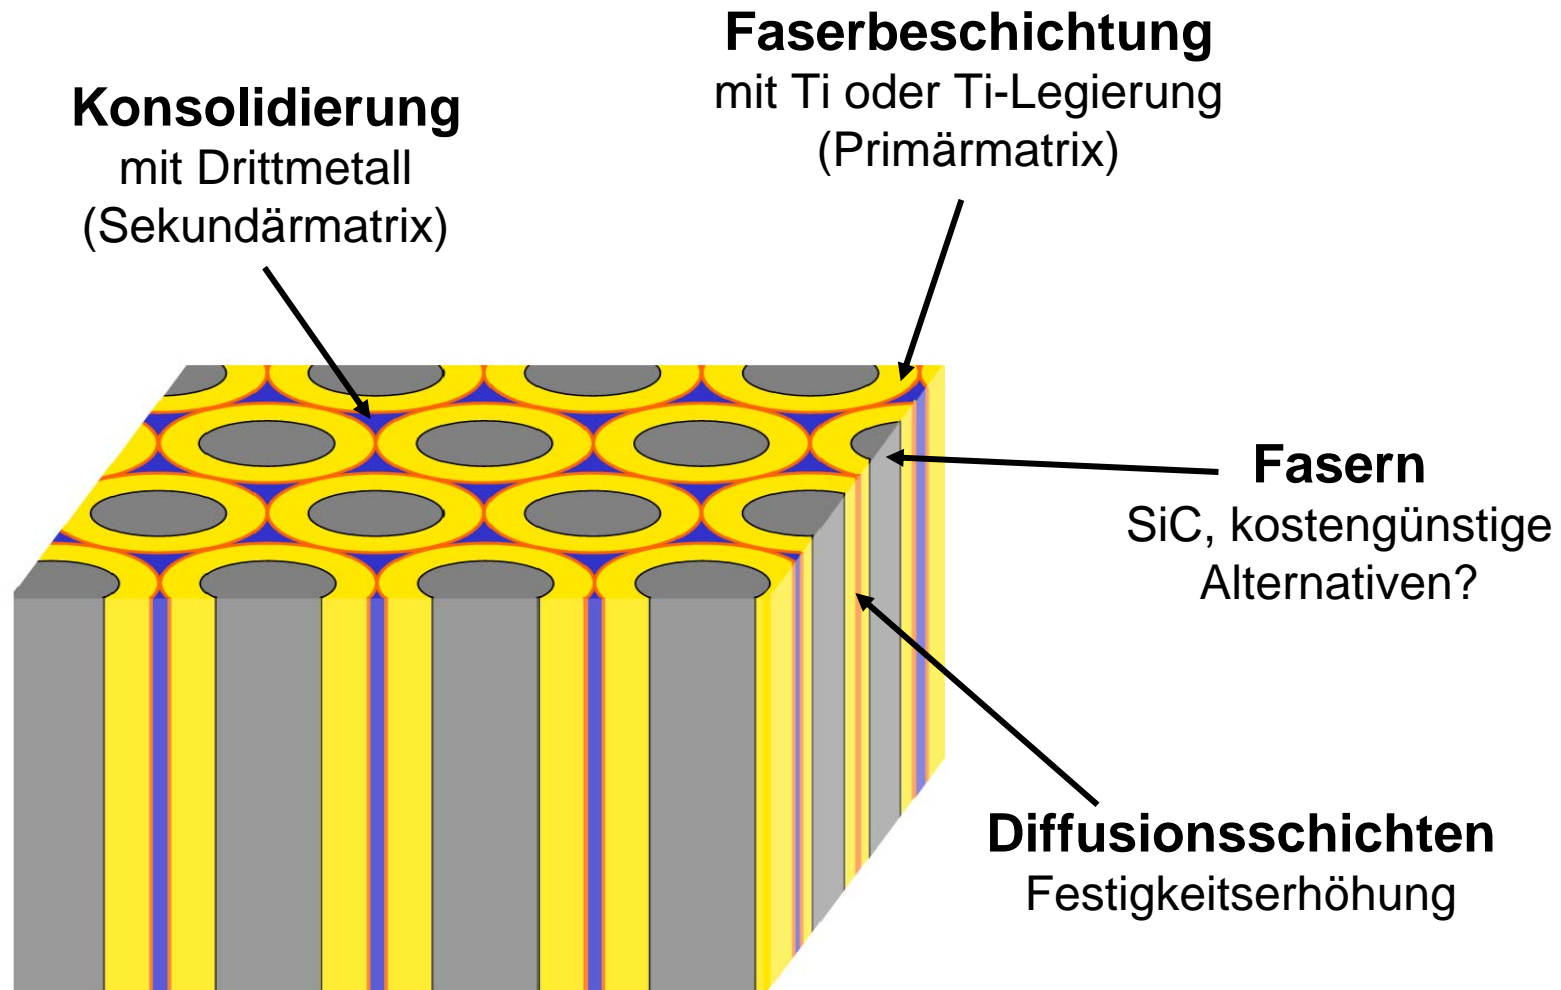 Faserbeschichtung
mit Ti oder Ti-Legierung
(Primärmatrix)
Konsolidierung
mit Drittmetall
(Sekundärmatrix)
Fasern
SiC, kostengünstige
Alternativen?
Diffusionsschichten
Festigkeitserhöhung